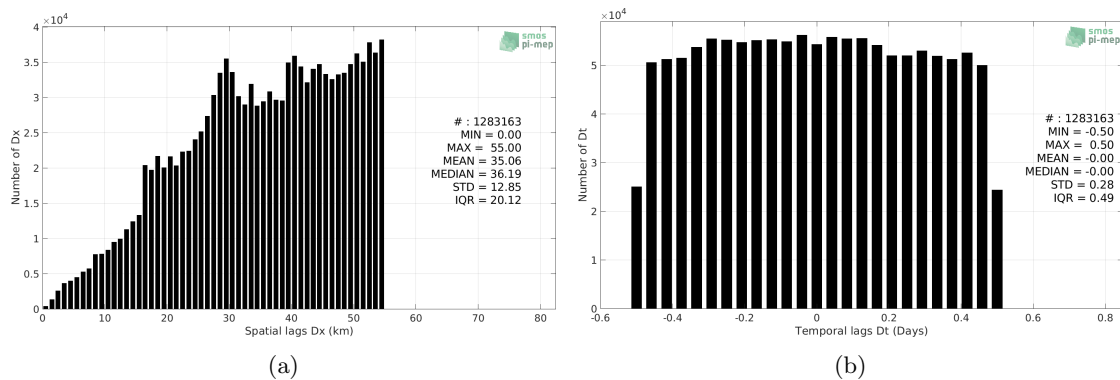 ×10⁴
4
3.5
3
2.5
2
1.5
1
0.5
0
Number of Dx
0 10 20 30 40 50 60 70 80
Spatial lags Dx (km)
smos
pi-mep
# : 1283163
MIN = 0.00
MAX = 55.00
MEAN = 35.06
MEDIAN = 36.19
STD = 12.85
IQR = 20.12
(a)
×10⁴
5
4
3
2
1
0
Number of Dt
-0.6 -0.4 -0.2 0 0.2 0.4 0.6 0.8
Temporal lags Dt (Days)
smos
pi-mep
# : 1283163
MIN = -0.50
MAX = 0.50
MEAN = -0.00
MEDIAN = -0.00
STD = 0.28
IQR = 0.49
(b)